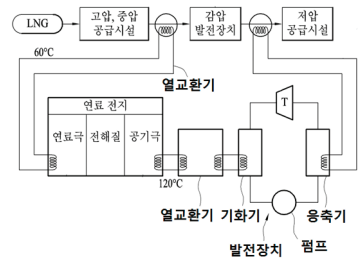 LNG
고압, 중압
공급시설
감압
발전장치
저압
공급시설
60℃
열교환기
연료 전지
연료극
전해질
공기극
T
120℃
열교환기
기화기
응축기
발전장치
펌프